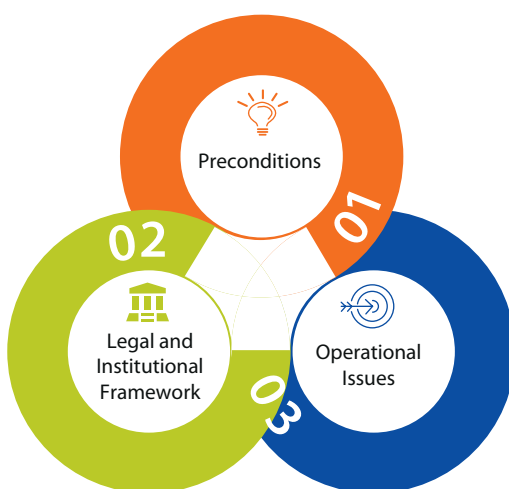 Preconditions
01
02
Legal and
Institutional
Framework
Operational
Issues
03